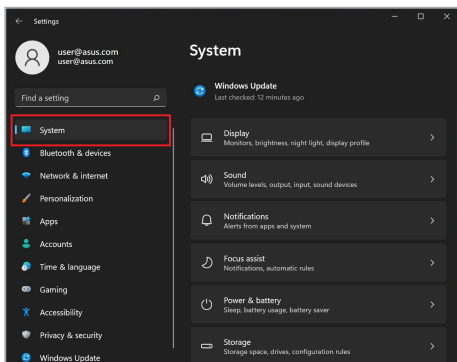 Settings
user@asus.com
user@asus.com
Find a setting
System
Bluetooth & devices
Network & internet
Personalization
Apps
Accounts
Time & language
Gaming
Accessibility
Privacy & security
Windows Update
System
Windows Update
Last checked: 12 minutes ago
Display
Monitors, brightness, night light, display profile
Sound
Volume levels, output, input, sound devices
Notifications
Alerts from apps and system
Focus assist
Notifications, automatic rules
Power & battery
Sleep, battery usage, battery saver
Storage
Storage space, drives, configuration rules